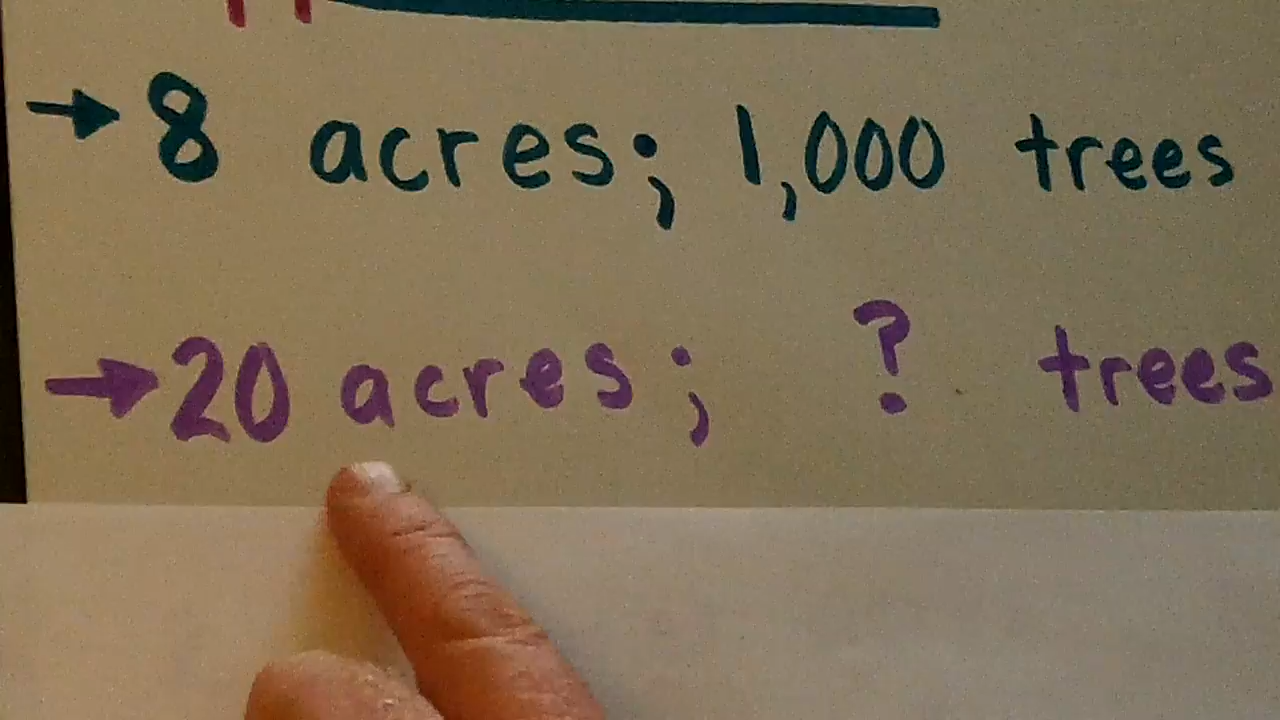 → 8 acres; 1,000 trees
→ 20 acres; ? trees